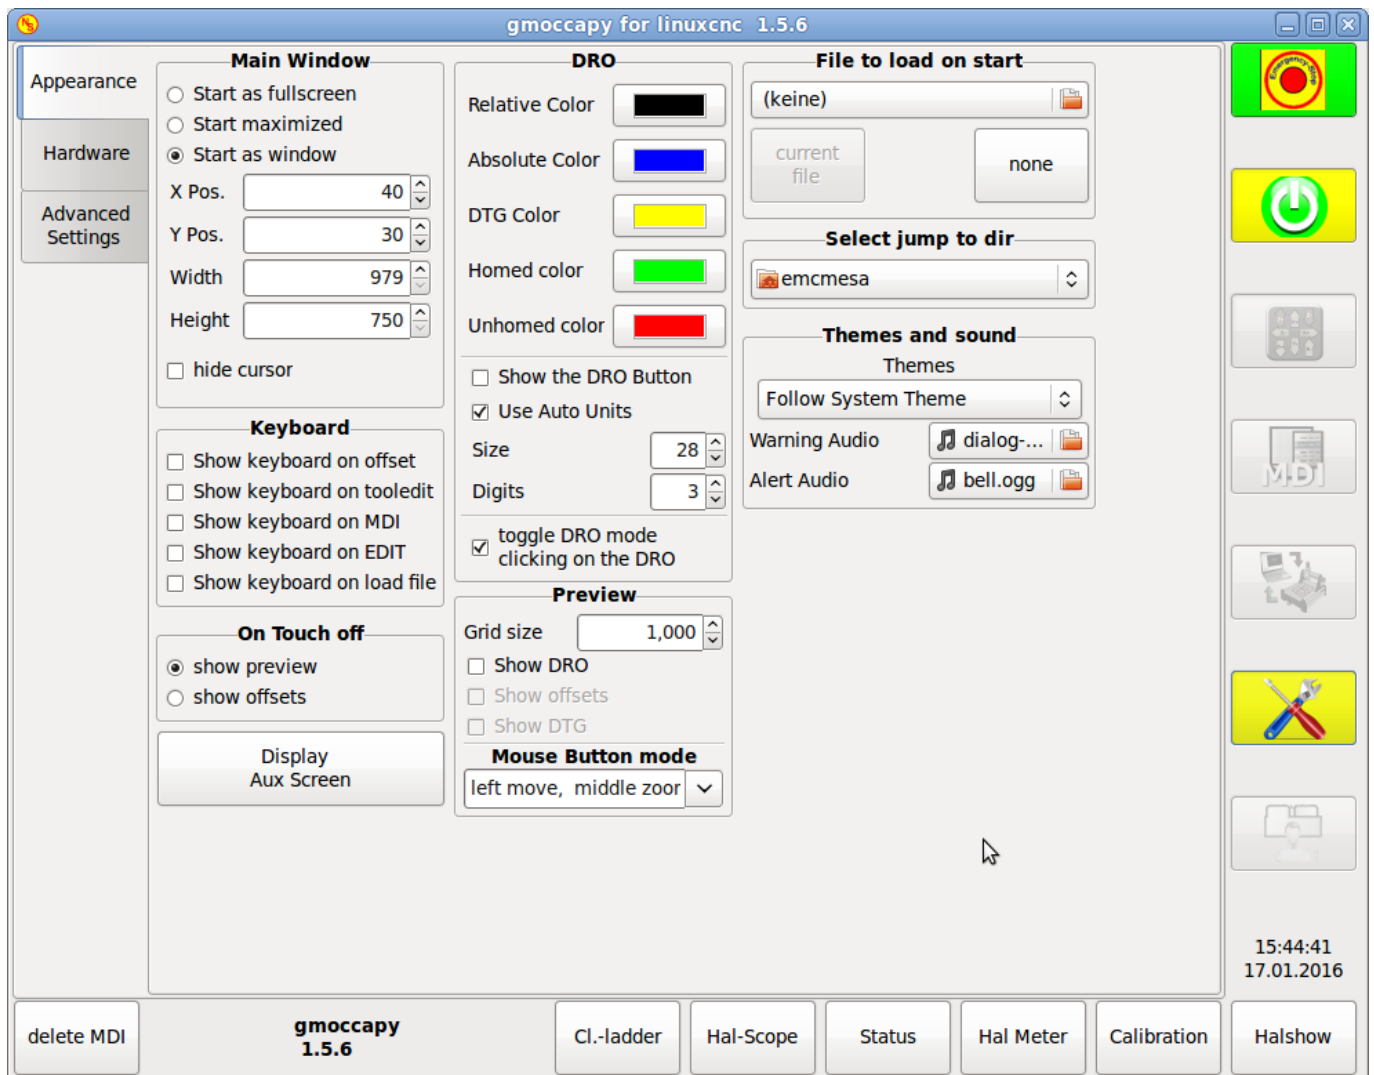 gmoccapy for linuxcnc 1.5.6
Appearance
Hardware
Advanced
Settings
Main Window
Start as fullscreen
Start maximized
Start as window
X Pos.
40
Y Pos.
30
Width
979
Height
750
hide cursor
Keyboard
Show keyboard on offset
Show keyboard on tooledit
Show keyboard on MDI
Show keyboard on EDIT
Show keyboard on load file
On Touch off
show preview
show offsets
Display
Aux Screen
DRO
Relative Color
Absolute Color
DTG Color
Homed color
Unhomed color
Show the DRO Button
Use Auto Units
Size
28
Digits
3
toggle DRO mode
clicking on the DRO
Preview
Grid size
1,000
Show DRO
Show offsets
Show DTG
Mouse Button mode
left move, middle zoor
File to load on start
(keine)
current
file
none
Select jump to dir
emcmesa
Themes and sound
Themes
Follow System Theme
Warning Audio
dialog-...
Alert Audio
bell.ogg
Emergency-Stop
MDI
15:44:41
17.01.2016
delete MDI
gmoccapy
1.5.6
Cl.-ladder
Hal-Scope
Status
Hal Meter
Calibration
Halshow